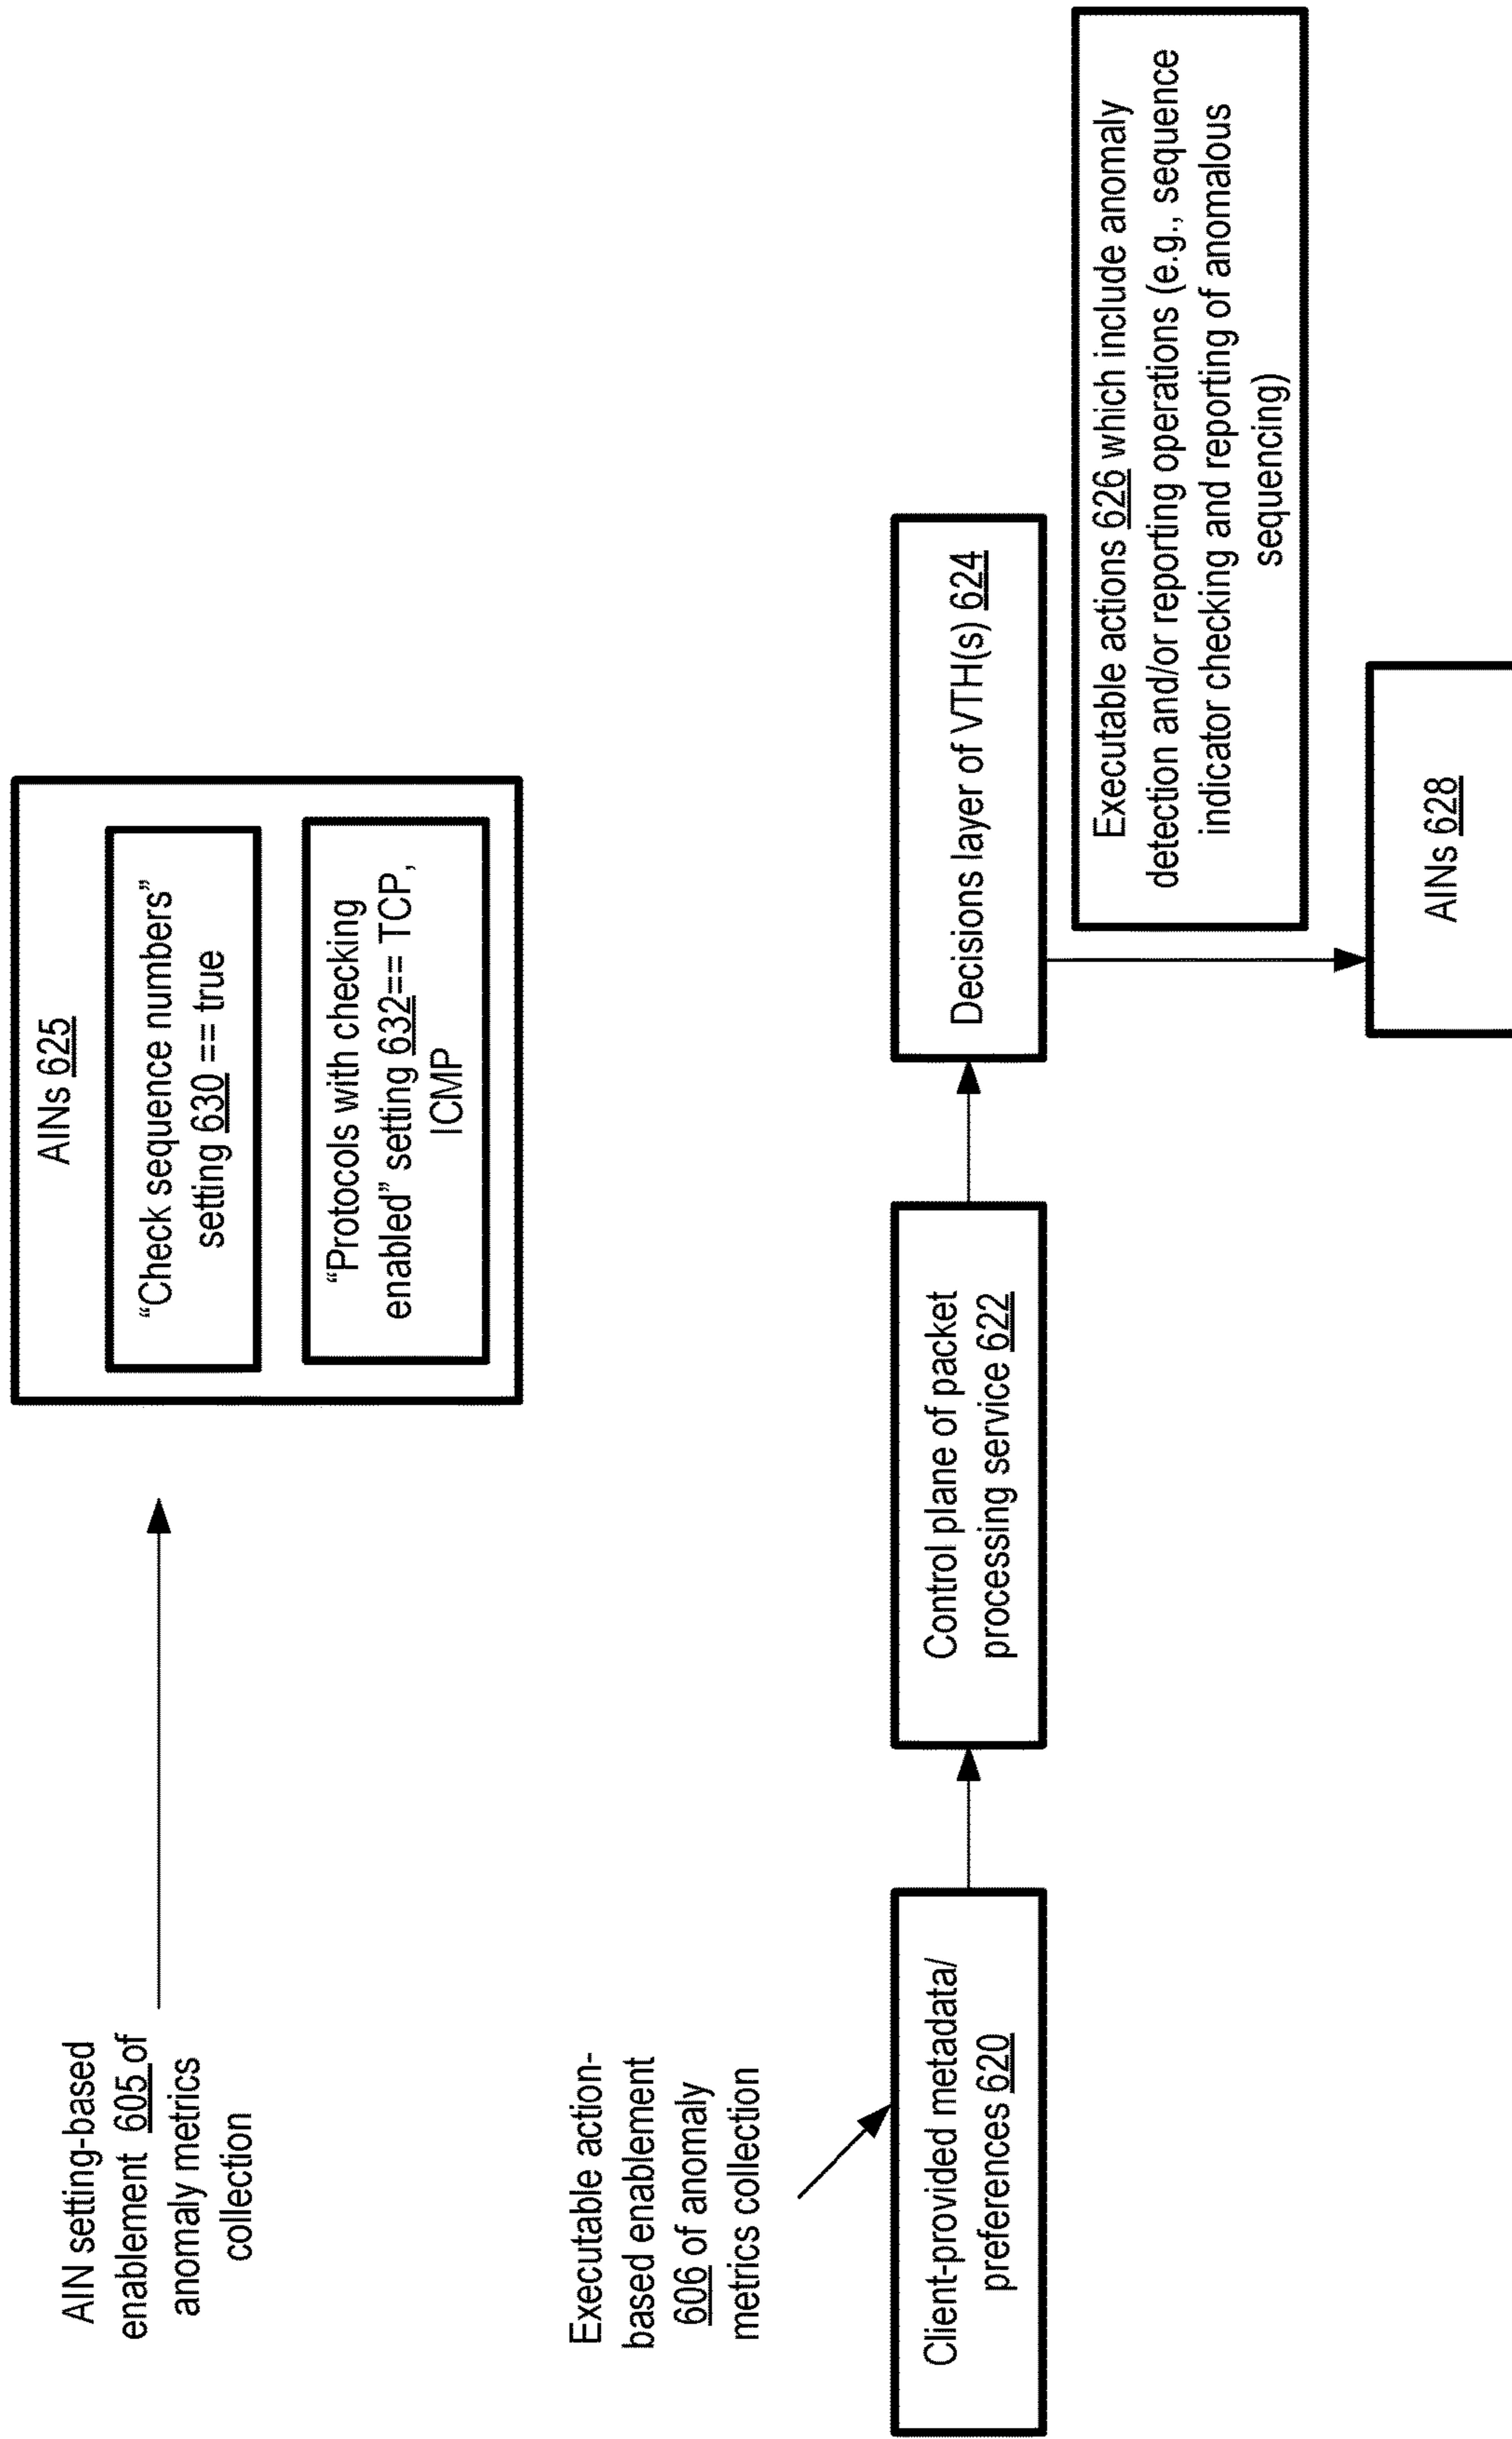 AIN setting-based
enablement 605 of
anomaly metrics
collection
AINs 625
“Check sequence numbers”
setting 630 == true
“Protocols with checking
enabled” setting 632== TCP,
ICMP
Executable action-
based enablement
606 of anomaly
metrics collection
Client-provided metadata/
preferences 620
Control plane of packet
processing service 622
Decisions layer of VTH(s) 624
Executable actions 626 which include anomaly
detection and/or reporting operations (e.g., sequence
indicator checking and reporting of anomalous
sequencing)
AINs 628